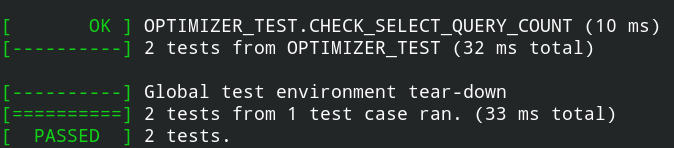 [       OK ] OPTIMIZER_TEST.CHECK_SELECT_QUERY_COUNT (10 ms)
[----------] 2 tests from OPTIMIZER_TEST (32 ms total)
[----------] Global test environment tear-down
[==========] 2 tests from 1 test case ran. (33 ms total)
[  PASSED  ] 2 tests.